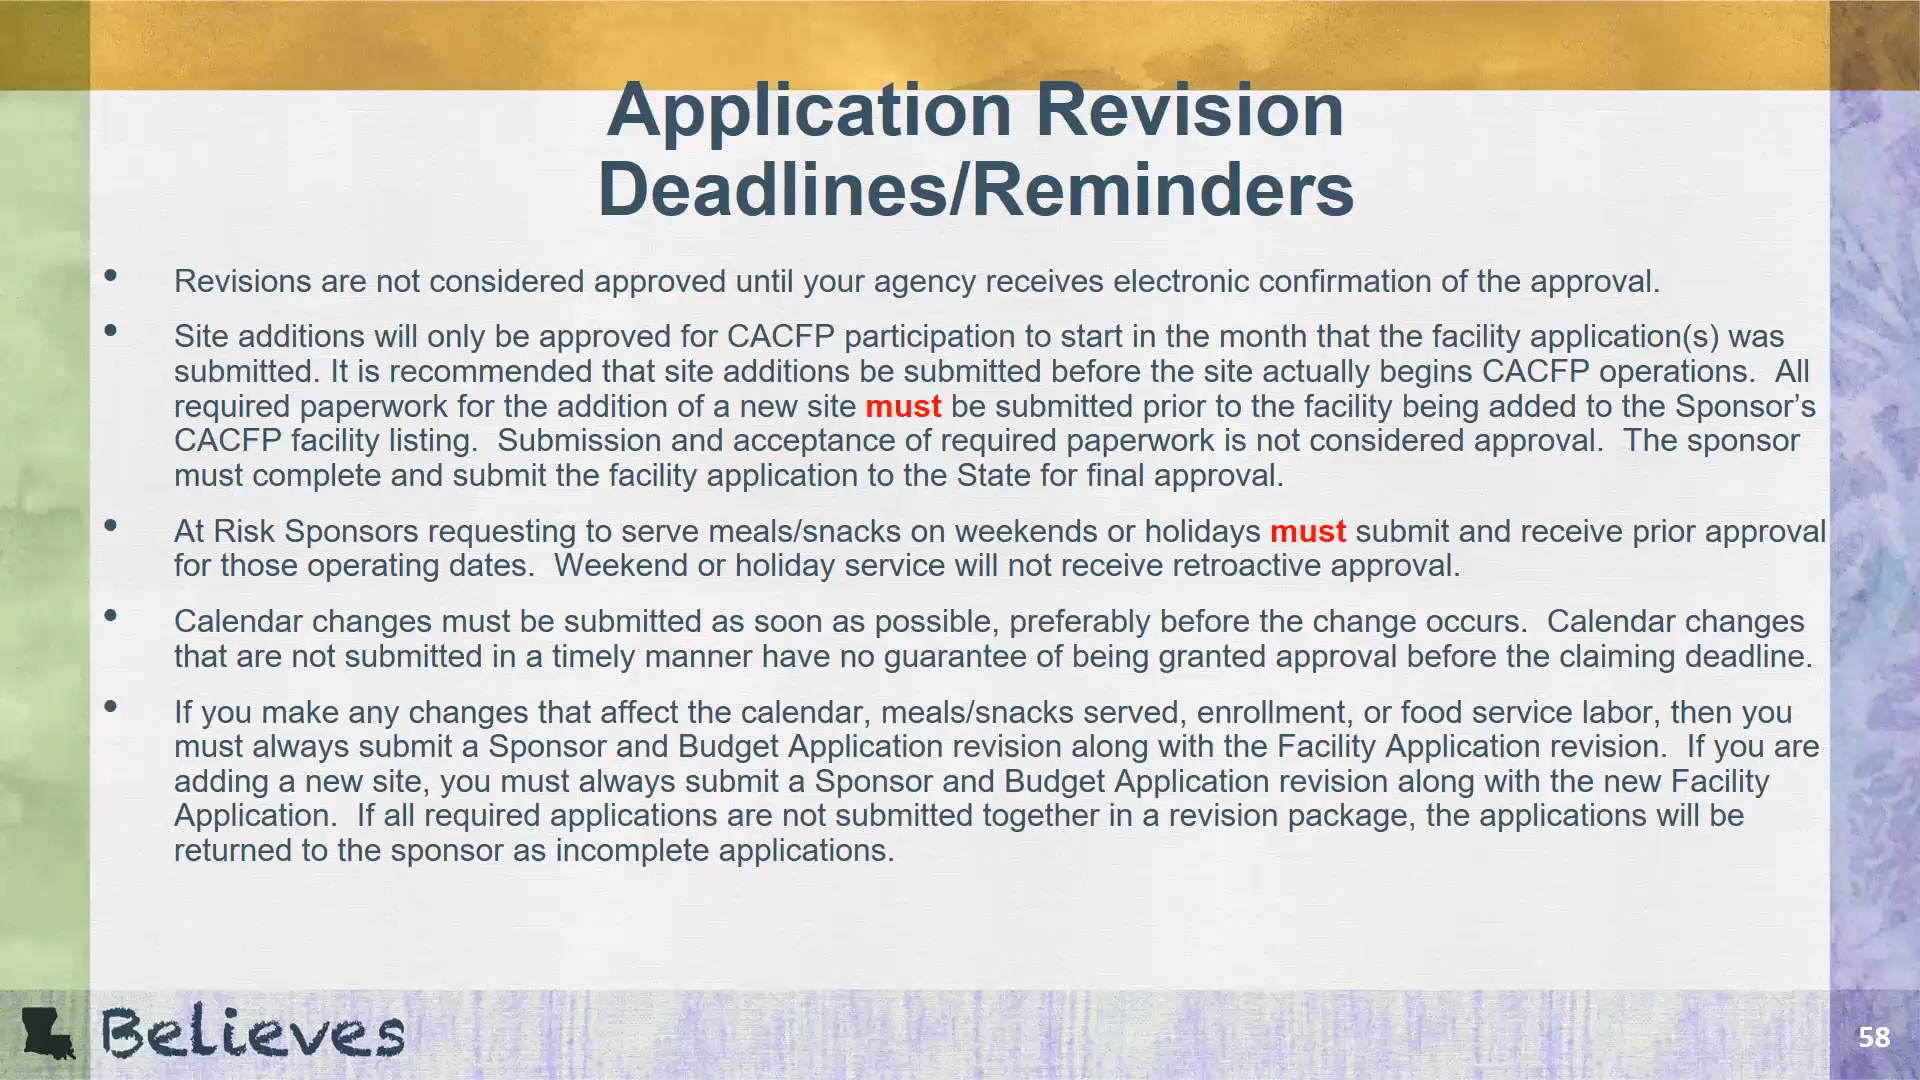 Application Revision
Deadlines/Reminders
• Revisions are not considered approved until your agency receives electronic confirmation of the approval.
• Site additions will only be approved for CACFP participation to start in the month that the facility application(s) was
submitted. It is recommended that site additions be submitted before the site actually begins CACFP operations.  All
required paperwork for the addition of a new site must be submitted prior to the facility being added to the Sponsor’s
CACFP facility listing.  Submission and acceptance of required paperwork is not considered approval.  The sponsor
must complete and submit the facility application to the State for final approval.
• At Risk Sponsors requesting to serve meals/snacks on weekends or holidays must submit and receive prior approval
for those operating dates.  Weekend or holiday service will not receive retroactive approval.
• Calendar changes must be submitted as soon as possible, preferably before the change occurs.  Calendar changes
that are not submitted in a timely manner have no guarantee of being granted approval before the claiming deadline.
• If you make any changes that affect the calendar, meals/snacks served, enrollment, or food service labor, then you
must always submit a Sponsor and Budget Application revision along with the Facility Application revision.  If you are
adding a new site, you must always submit a Sponsor and Budget Application revision along with the new Facility
Application.  If all required applications are not submitted together in a revision package, the applications will be
returned to the sponsor as incomplete applications.
Believes
58